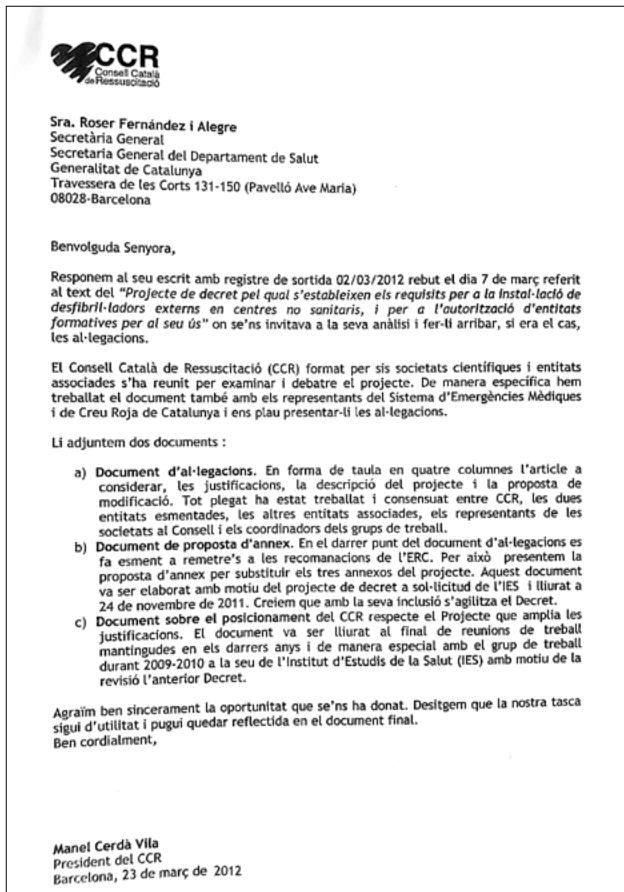 CCR
Consell Català
de Ressuscitació
Sra. Roser Fernández i Alegre
Secretària General
Secretaria General del Departament de Salut
Generalitat de Catalunya
Travessera de les Corts 131-150 (Pavelló Ave Maria)
08028-Barcelona
Benvolguda Senyora,
Responem al seu escrit amb registre de sortida 02/03/2012 rebut el dia 7 de març referit
al text del "Projecte de decret pel qual s'estableixen els requisits per a la instal·lació de
desfibril·ladors externs en centres no sanitaris, i per a l'autorització d'entitats
formatives per al seu ús" on se'ns invitava a la seva anàlisi i fer-li arribar, si era el cas,
les al·legacions.
El Consell Català de Ressuscitació (CCR) format per sis societats científiques i entitats
associades s'ha reunit per examinar i debatre el projecte. De manera específica hem
treballat el document també amb els representants del Sistema d'Emergències Mèdiques
i de Creu Roja de Catalunya i ens plau presentar-li les al·legacions.
Li adjuntem dos documents :
a) Document d'al·legacions. En forma de taula en quatre columnes l'article a
considerar, les justificacions, la descripció del projecte i la proposta de
modificació. Tot plegat ha estat treballat i consensuat entre CCR, les dues
entitats esmentades, les altres entitats associades, els representants de les
societats al Consell i els coordinadors dels grups de treball.
b) Document de proposta d'annex. En el darrer punt del document d'al·legacions es
fa esment a remetre's a les recomanacions de l'ERC. Per això presentem la
proposta d'annex per substituir els tres annexos del projecte. Aquest document
va ser elaborat amb motiu del projecte de decret a sol·licitud de l'IES i lliurat a
24 de novembre de 2011. Creiem que amb la seva inclusió s'agilitza el Decret.
c) Document sobre el posicionament del CCR respecte el Projecte que amplia les
justificacions. El document va ser lliurat al final de reunions de treball
mantingudes en els darrers anys i de manera especial amb el grup de treball
durant 2009-2010 a la seu de l'Institut d'Estudis de la Salut (IES) amb motiu de la
revisió l'anterior Decret.
Agraïm ben sincerament la oportunitat que se'ns ha donat. Desitgem que la nostra tasca
sigui d'utilitat i pugui quedar reflectida en el document final.
Ben cordialment,
Manel Cerdà Vila
President del CCR
Barcelona, 23 de març de 2012